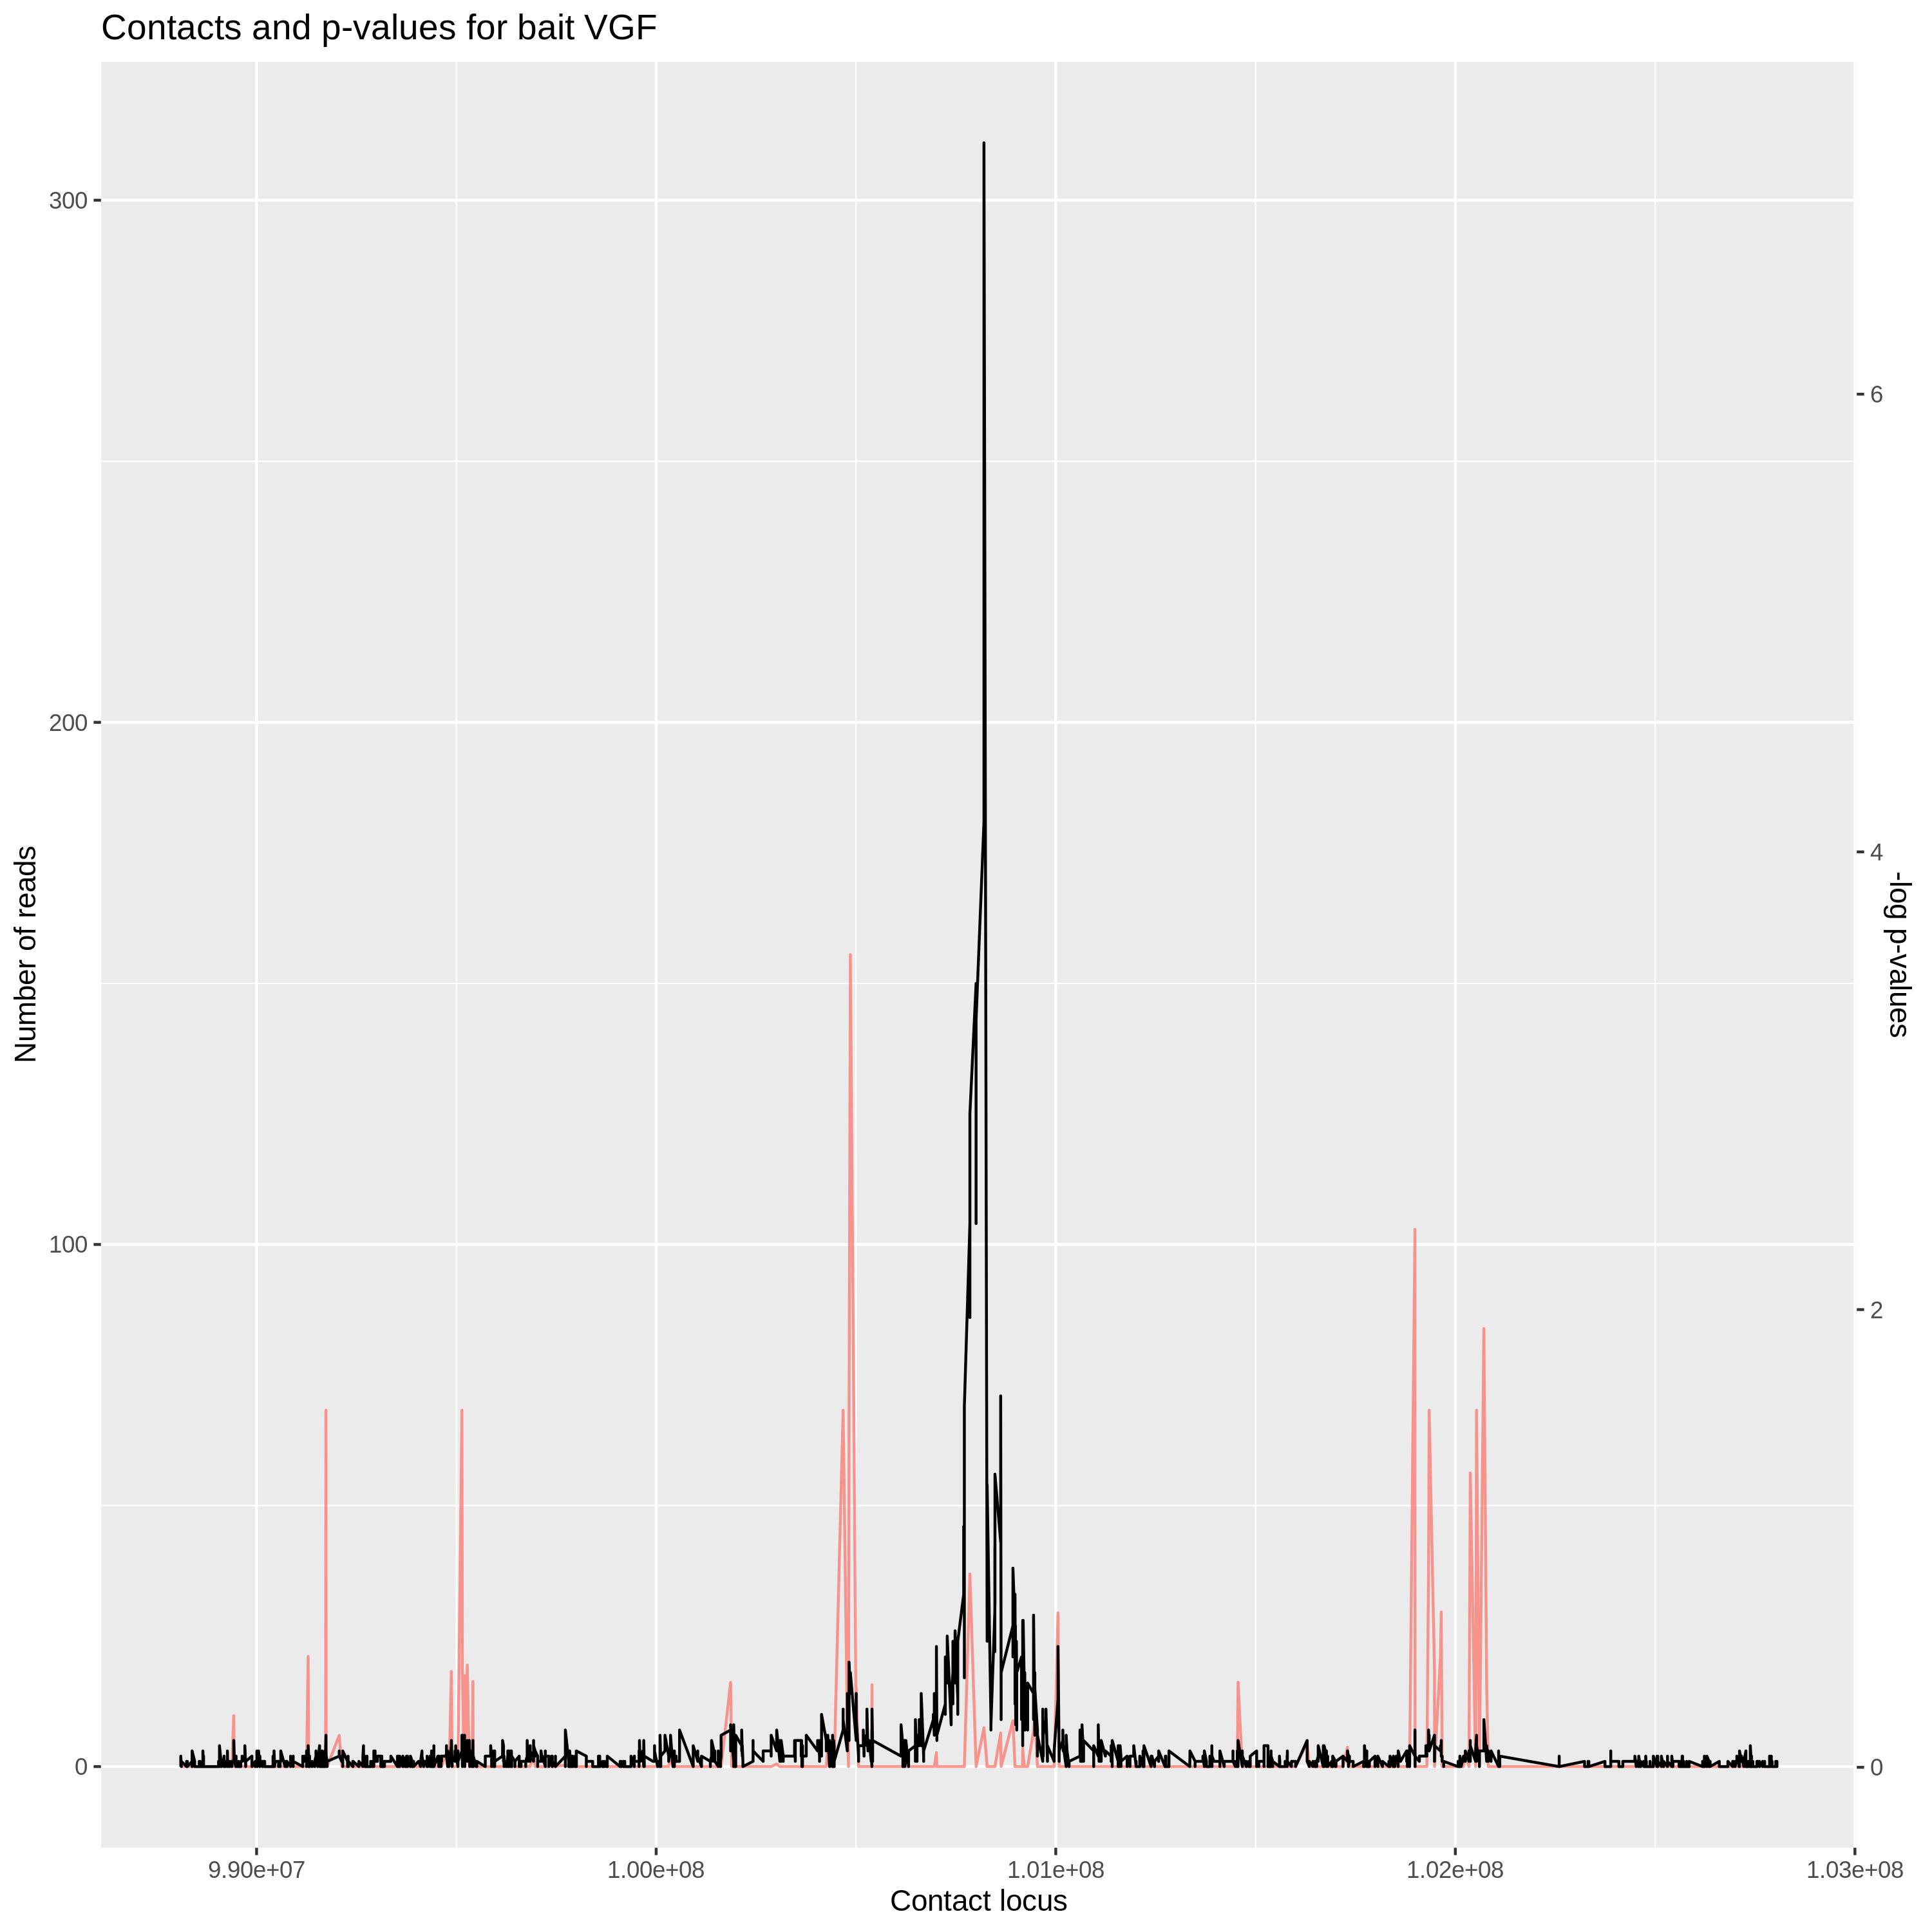 Contacts and p-values for bait VGF
300
200
100
0
Number of reads
6
4
2
0
-log p-values
9.90e+07
1.00e+08
1.01e+08
1.02e+08
1.03e+08
Contact locus